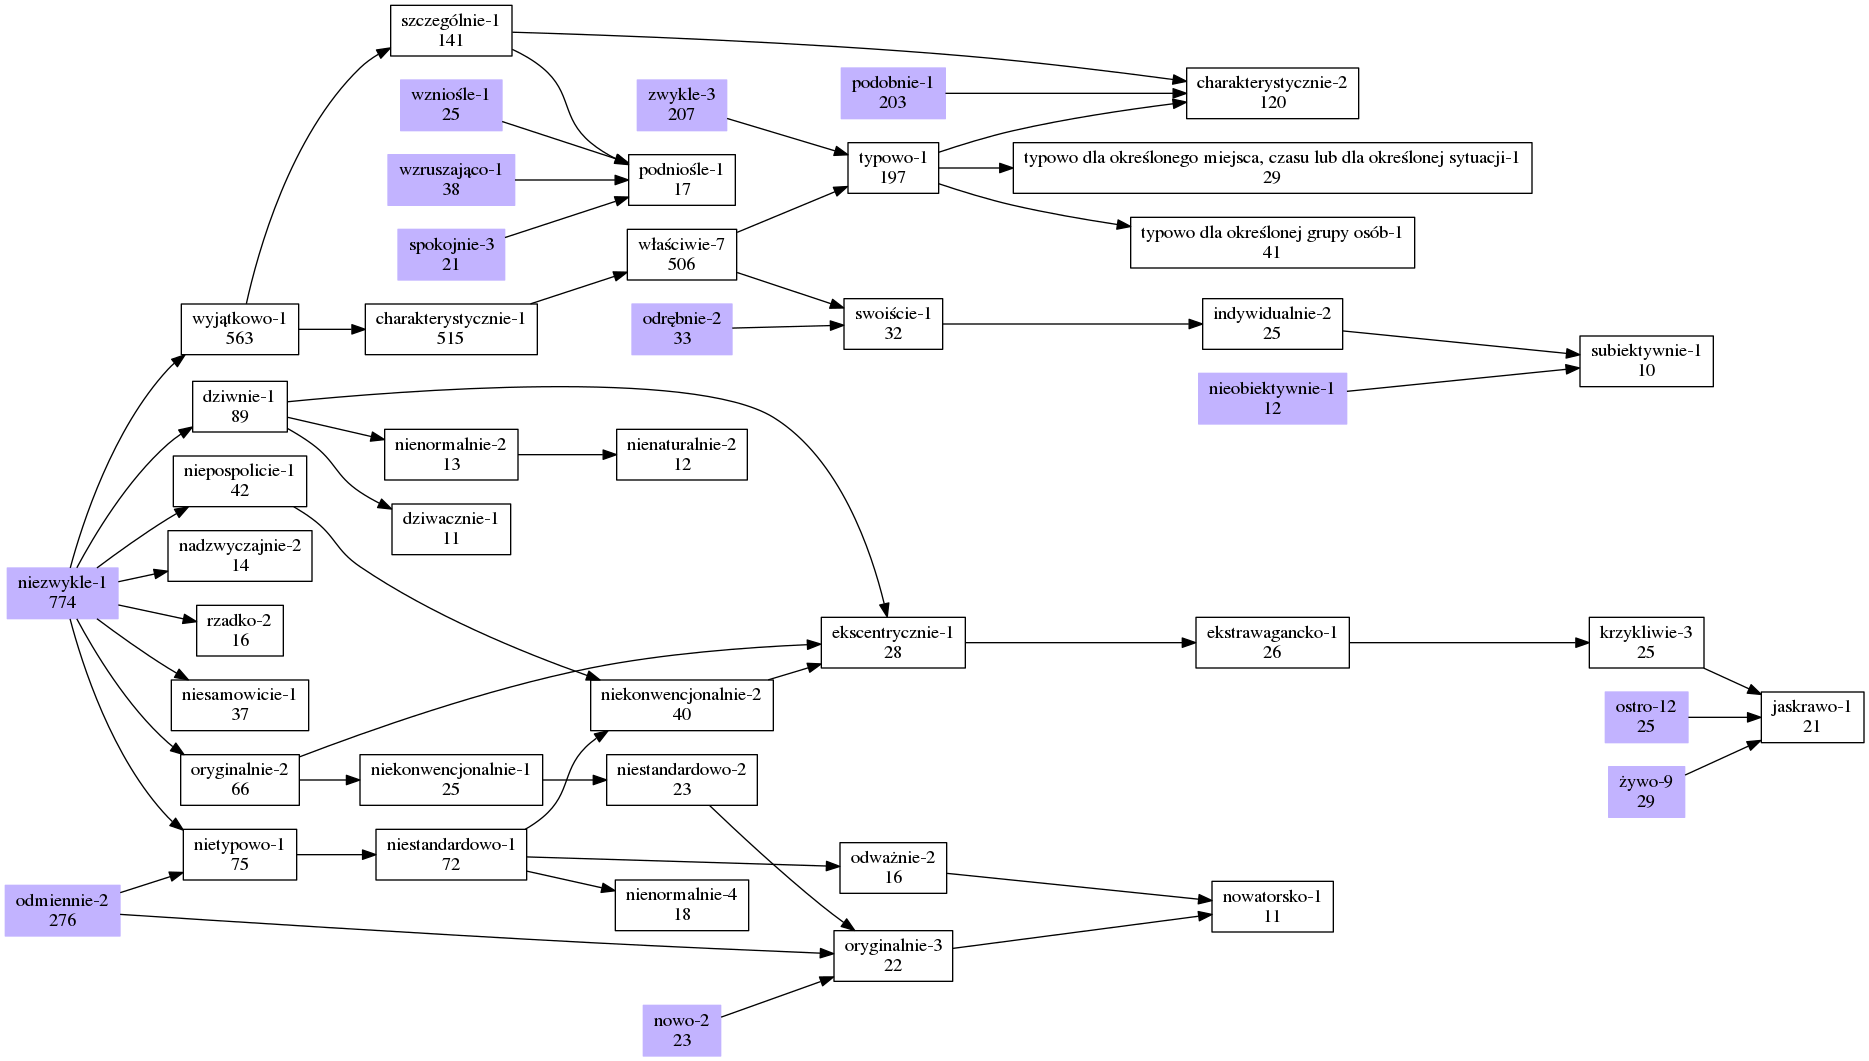 szczególnie-1
141
wzniośle-1
25
zwykle-3
207
podobnie-1
203
charakterystycznie-2
120
wzruszająco-1
38
podniośle-1
17
typowo-1
197
typowo dla określonego miejsca, czasu lub dla określonej sytuacji-1
29
spokojnie-3
21
właściwie-7
506
typowo dla określonej grupy osób-1
41
wyjątkowo-1
563
charakterystycznie-1
515
odrębnie-2
33
swoiście-1
32
indywidualnie-2
25
subiektywnie-1
10
nieobiektywnie-1
12
dziwnie-1
89
nienormalnie-2
13
nienaturalnie-2
12
niepospolicie-1
42
dziwacznie-1
11
nadzwyczajnie-2
14
niezwykle-1
774
rzadko-2
16
ekscentrycznie-1
28
ekstrawagancko-1
26
krzykliwie-3
25
niesamowicie-1
37
niekonwencjonalnie-2
40
ostro-12
25
jaskrawo-1
21
oryginalnie-2
66
niekonwencjonalnie-1
25
niestandardowo-2
23
żywo-9
29
nietypowo-1
75
niestandardowo-1
72
odważnie-2
16
odmiennie-2
276
nienormalnie-4
18
nowatorsko-1
11
oryginalnie-3
22
nowo-2
23